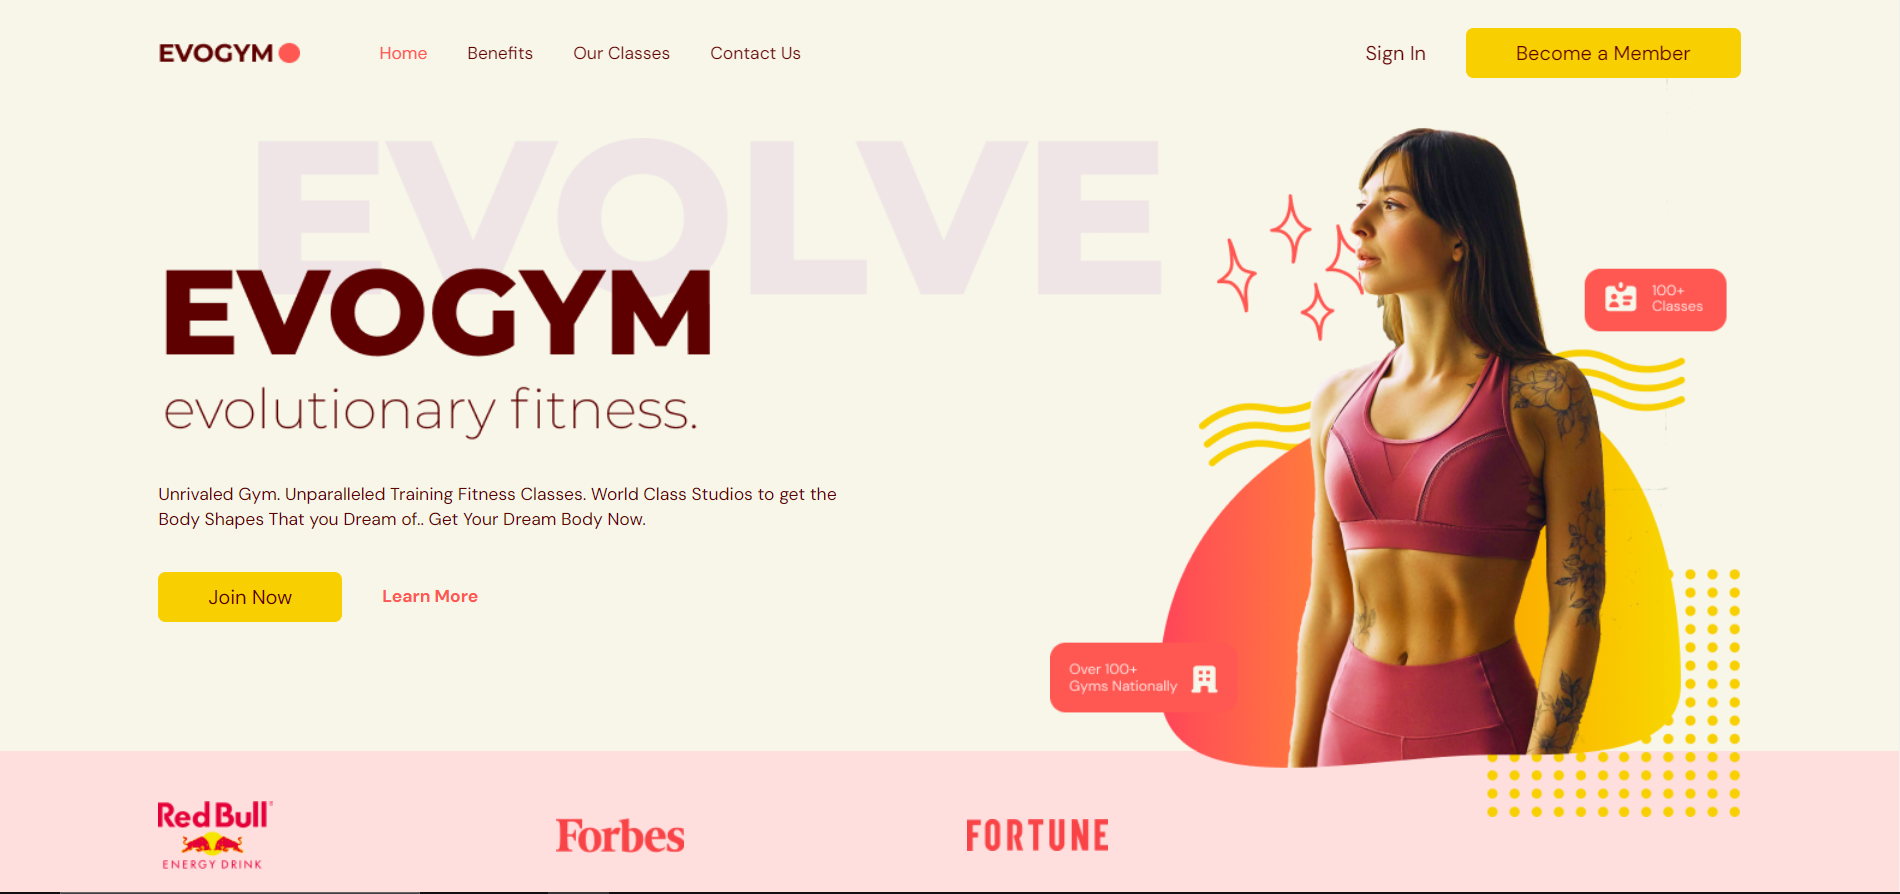 EVOGYM
Home
Benefits
Our Classes
Contact Us
Sign In
Become a Member
EVOLVE
EVOGYM
evolutionary fitness.
Unrivaled Gym. Unparalleled Training Fitness Classes. World Class Studios to get the
Body Shapes That you Dream of.. Get Your Dream Body Now.
Join Now
Learn More
100+
Classes
Over 100+
Gyms Nationally
Red Bull
ENERGY DRINK
Forbes
FORTUNE